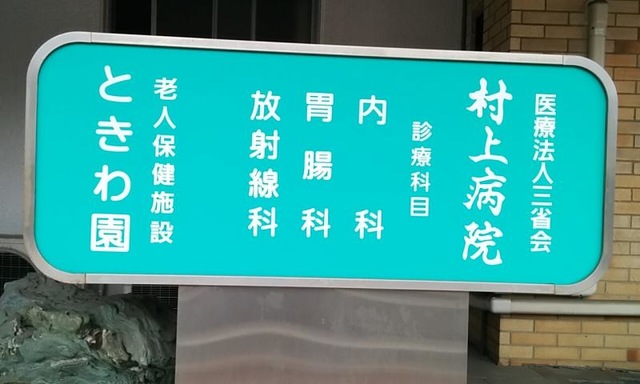 医療法人三省会
村上病院
診療科目
内科
胃腸科
放射線科
老人保健施設
ときわ園